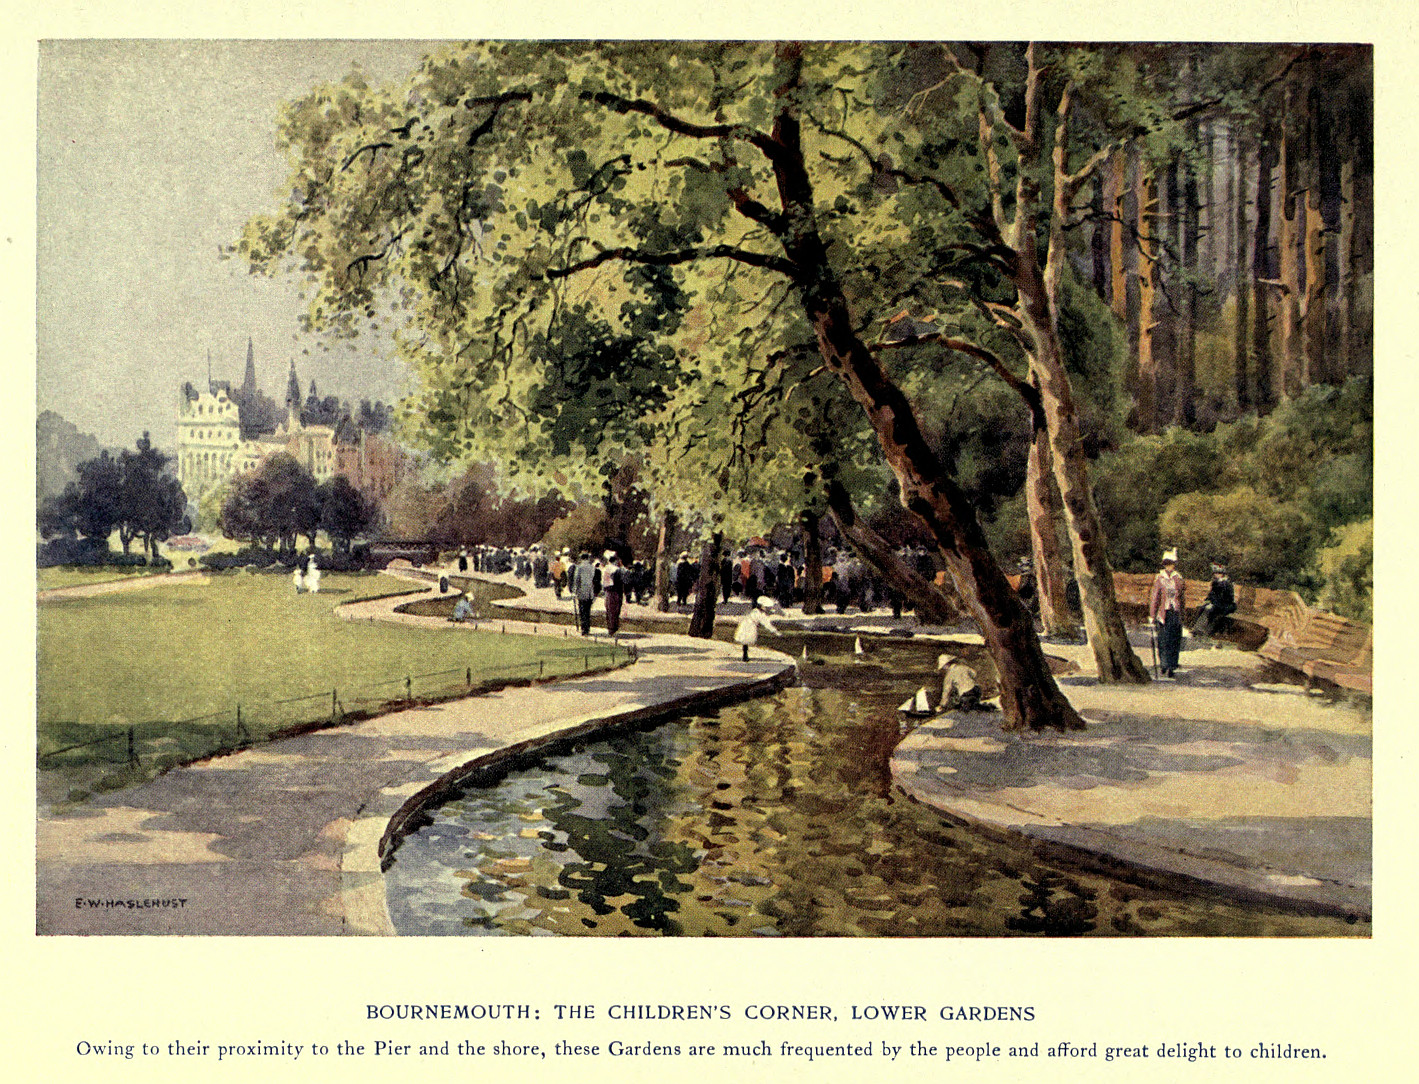 E·W·HASLEHUST
BOURNEMOUTH: THE CHILDREN'S CORNER, LOWER GARDENS
Owing to their proximity to the Pier and the shore, these Gardens are much frequented by the people and afford great delight to children.